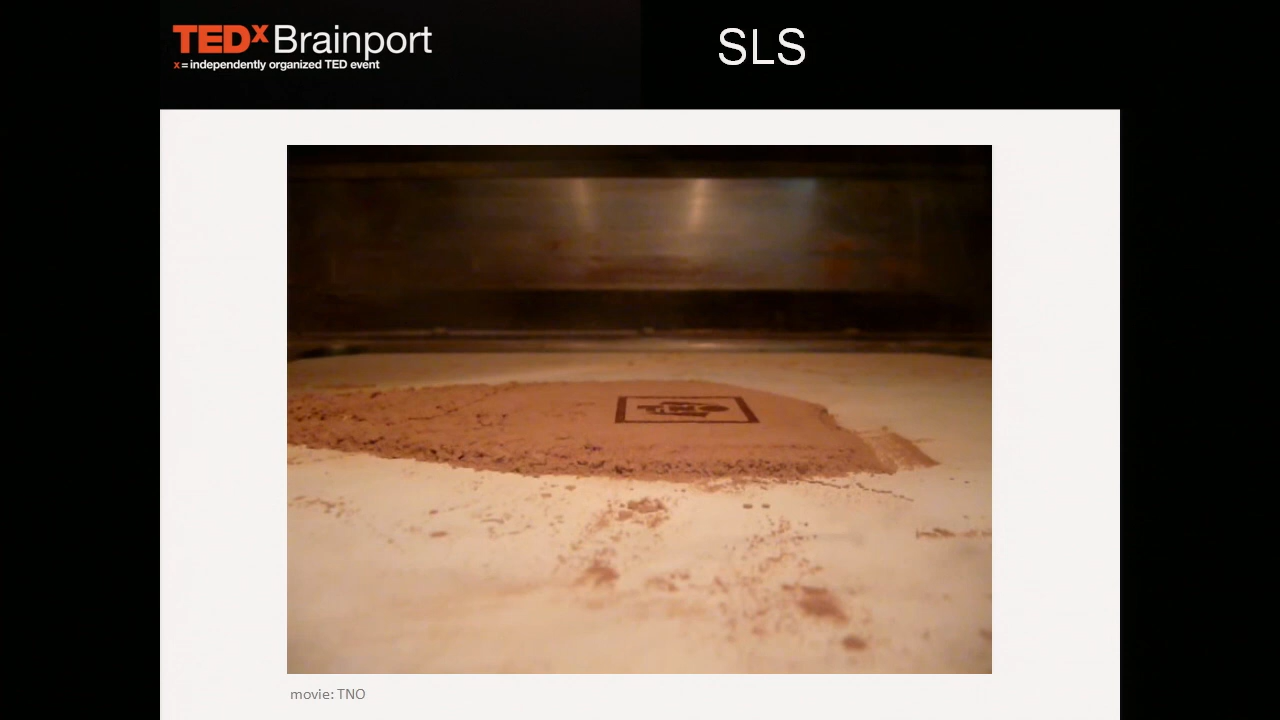 TEDx Brainport
x = independently organized TED event
SLS
movie: TNO